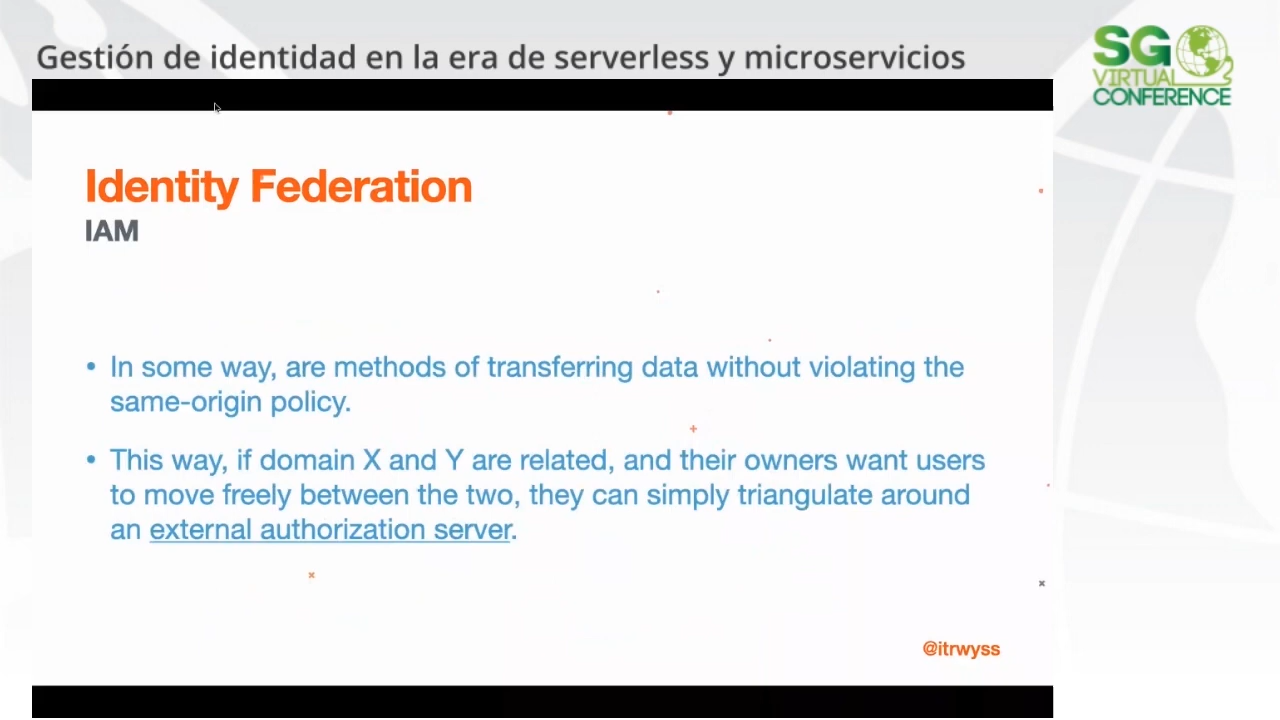 Gestión de identidad en la era de serverless y microservicios
SG
VIRTUAL
CONFERENCE
Identity Federation
IAM
• In some way, are methods of transferring data without violating the
same-origin policy.
• This way, if domain X and Y are related, and their owners want users
to move freely between the two, they can simply triangulate around
an external authorization server.
@itrwyss